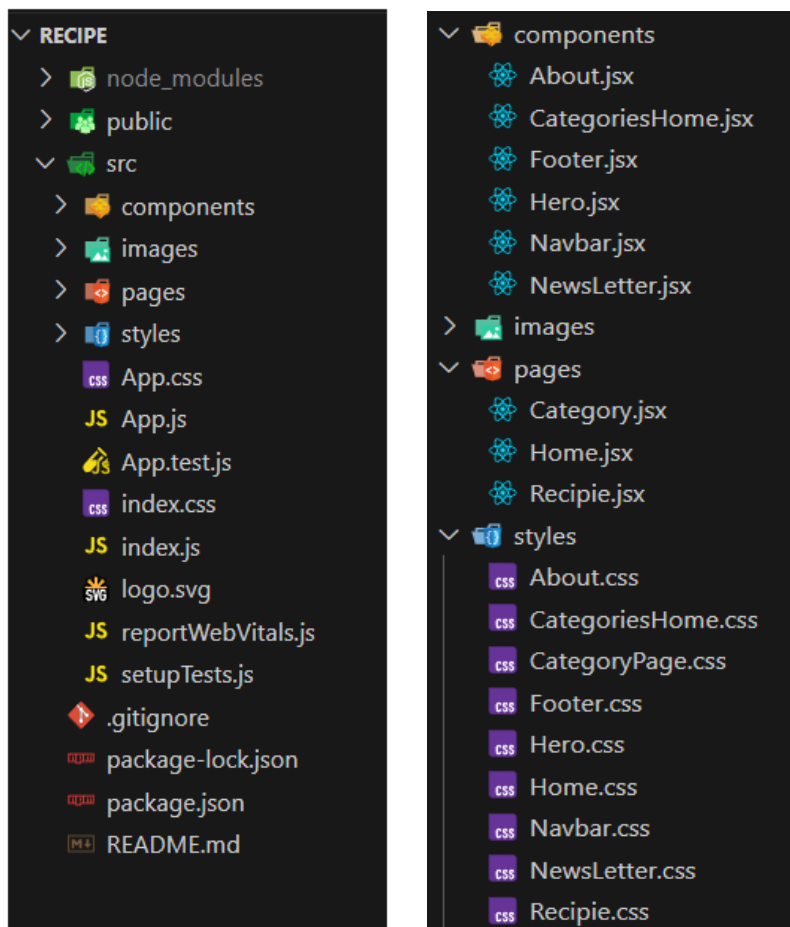 RECIPE
node_modules
public
src
components
images
pages
styles
App.css
App.js
App.test.js
index.css
index.js
logo.svg
reportWebVitals.js
setupTests.js
.gitignore
package-lock.json
package.json
README.md
components
About.jsx
CategoriesHome.jsx
Footer.jsx
Hero.jsx
Navbar.jsx
NewsLetter.jsx
images
pages
Category.jsx
Home.jsx
Recipie.jsx
styles
About.css
CategoriesHome.css
CategoryPage.css
Footer.css
Hero.css
Home.css
Navbar.css
NewsLetter.css
Recipie.css